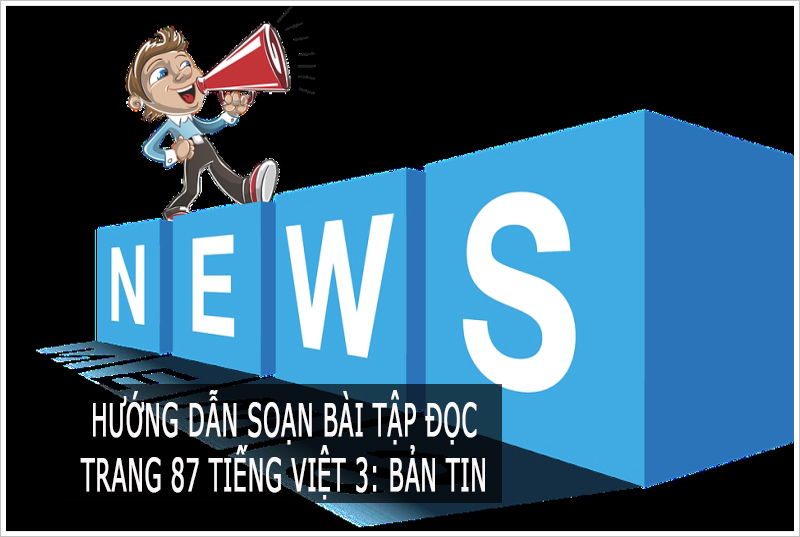 NEWS
HƯỚNG DẪN SOẠN BÀI TẬP ĐỌC
TRANG 87 TIẾNG VIỆT 3: BẢN TIN